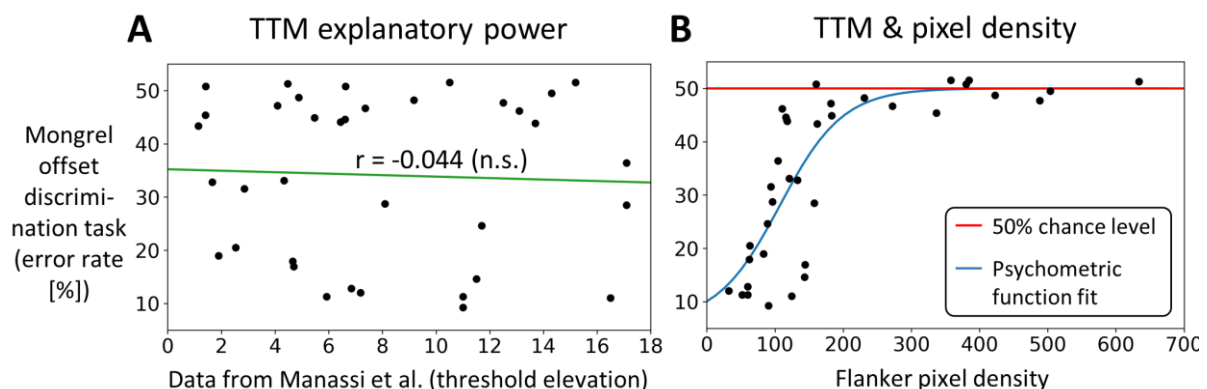 A
TTM explanatory power
Mongrel
offset
discrimi-
nation task
(error rate
[%])
50
40
30
20
10
r = -0.044 (n.s.)
0 2 4 6 8 10 12 14 16 18
Data from Manassi et al. (threshold elevation)
B
TTM & pixel density
50
40
30
20
10
50% chance level
Psychometric
function fit
0 100 200 300 400 500 600 700
Flanker pixel density